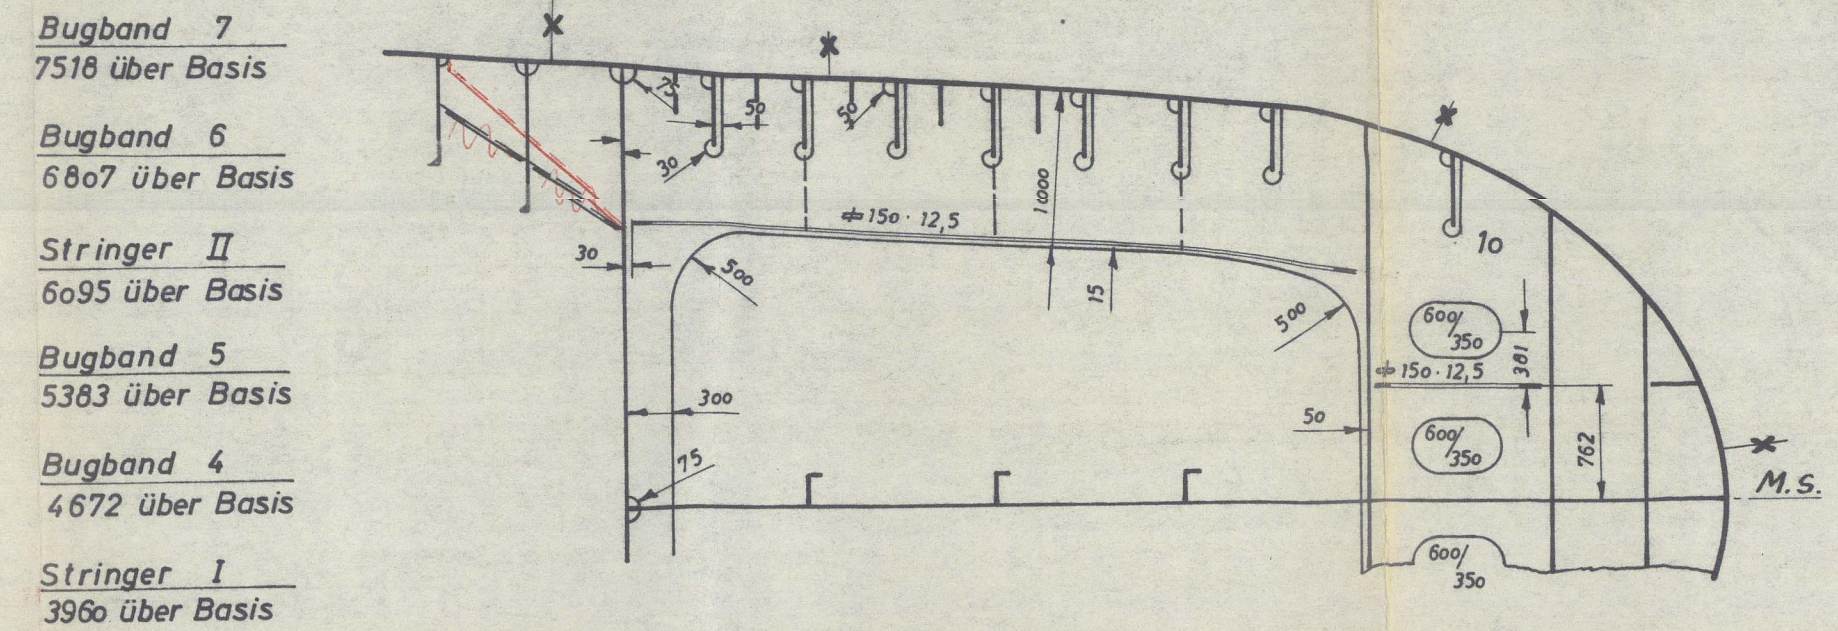 Bugband 7
7518 über Basis
Bugband 6
6807 über Basis
Stringer II
6095 über Basis
Bugband 5
5383 über Basis
Bugband 4
4672 über Basis
Stringer I
3960 über Basis
75
50
50
30
1000
150 · 12,5
30
500
15
500
10
600/350
381
150 · 12,5
300
50
600/350
762
75
M.S.
600/350